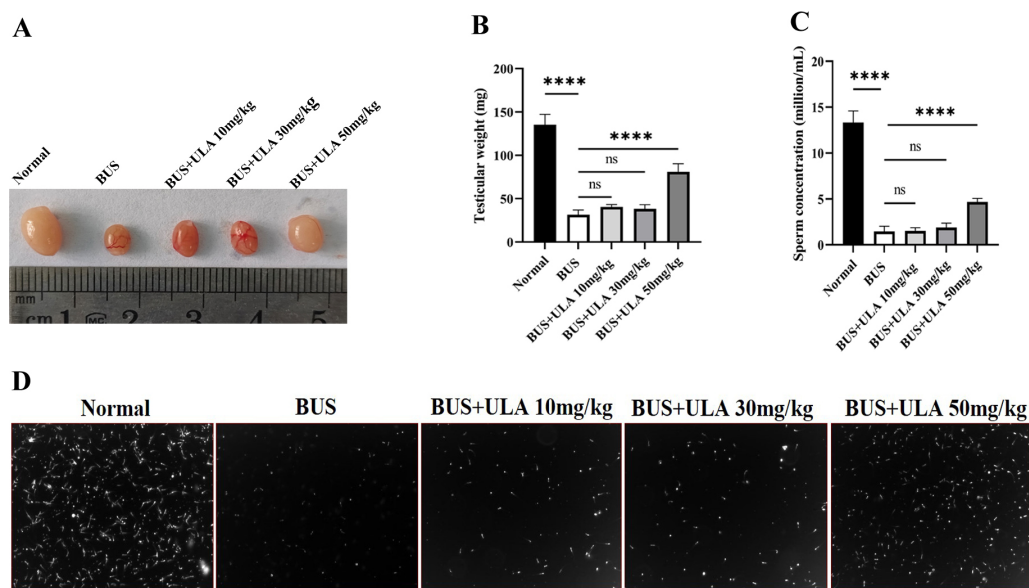 A
Normal
BUS
BUS+ULA 10mg/kg
BUS+ULA 30mg/kg
BUS+ULA 50mg/kg
mm
cm 1 MC 2 3 4 5
B
Testicular weight (mg)
200
150
100
50
0
****
****
ns
ns
Normal
BUS
BUS+ULA 10mg/kg
BUS+ULA 30mg/kg
BUS+ULA 50mg/kg
C
Sperm concentration (million/mL)
20
15
10
5
0
****
****
ns
ns
Normal
BUS
BUS+ULA 10mg/kg
BUS+ULA 30mg/kg
BUS+ULA 50mg/kg
D
Normal
BUS
BUS+ULA 10mg/kg
BUS+ULA 30mg/kg
BUS+ULA 50mg/kg